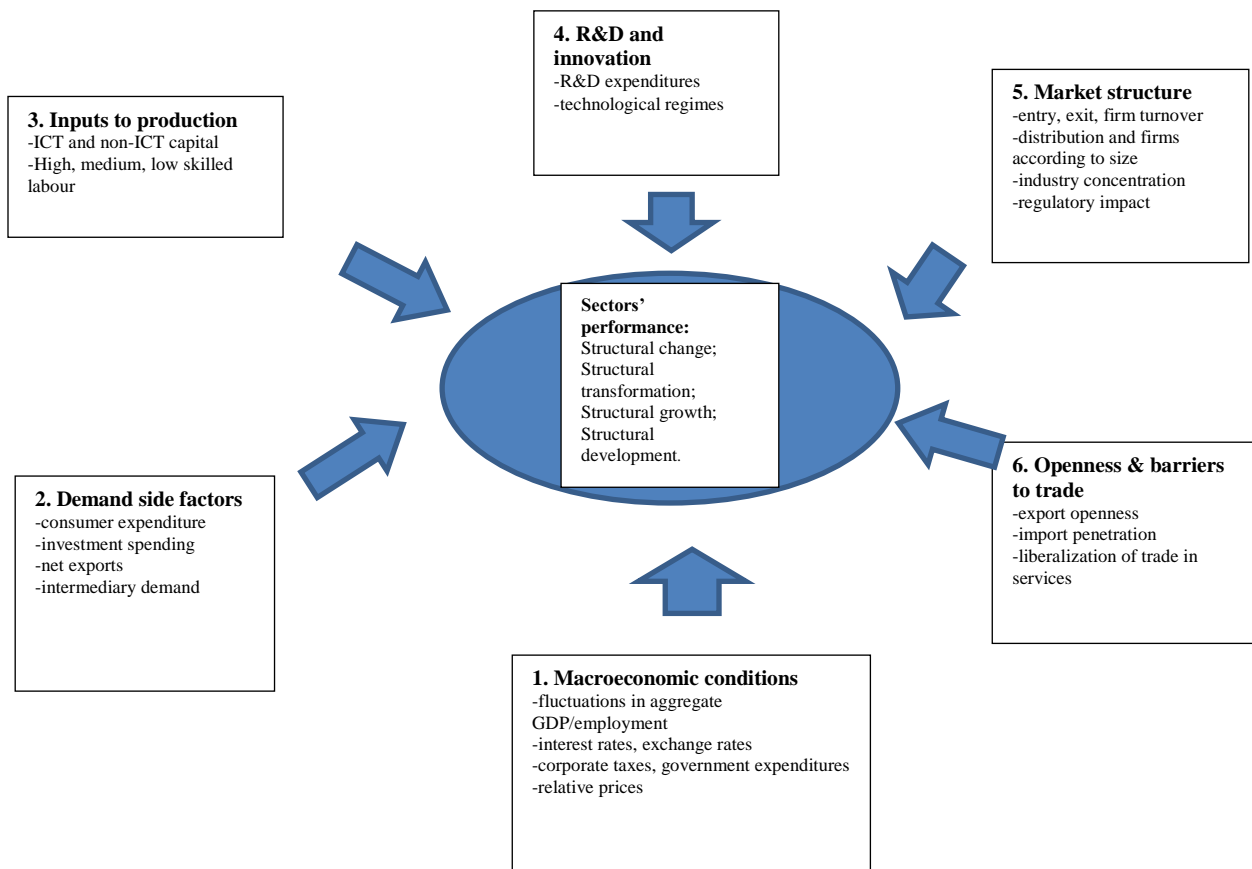 4. R&D and
innovation
-R&D expenditures
-technological regimes
3. Inputs to production
-ICT and non-ICT capital
-High, medium, low skilled
labour
5. Market structure
-entry, exit, firm turnover
-distribution and firms
according to size
-industry concentration
-regulatory impact
Sectors’
performance:
Structural change;
Structural
transformation;
Structural growth;
Structural
development.
2. Demand side factors
-consumer expenditure
-investment spending
-net exports
-intermediary demand
6. Openness & barriers
to trade
-export openness
-import penetration
-liberalization of trade in
services
1. Macroeconomic conditions
-fluctuations in aggregate
GDP/employment
-interest rates, exchange rates
-corporate taxes, government expenditures
-relative prices